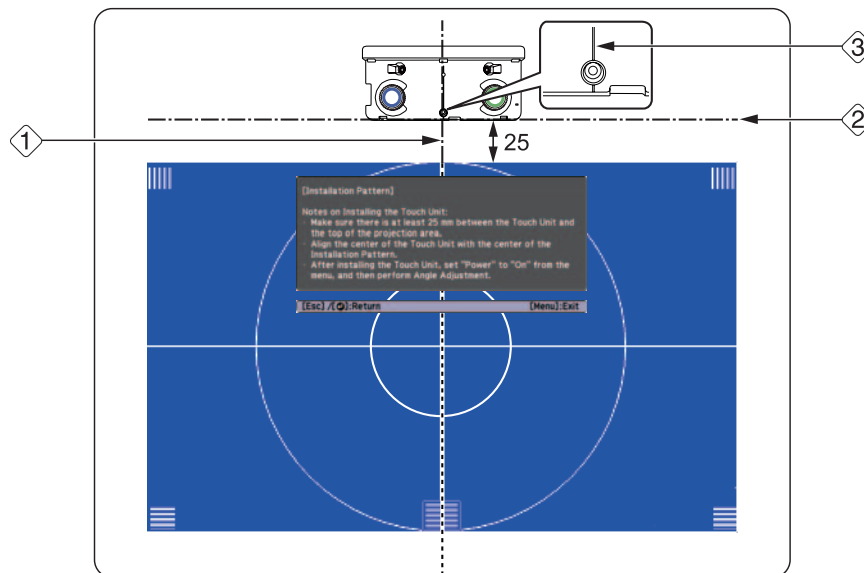 3
2
1
25
[Installation Pattern]
Notes on Installing the Touch Unit:
· Make sure there is at least 25 mm between the Touch Unit and
the top of the projection area.
· Align the center of the Touch Unit with the center of the
Installation Pattern.
· After installing the Touch Unit, set "Power" to "On" from the
menu, and then perform Angle Adjustment.
[Esc] /[ ]:Return [Menu]:Exit